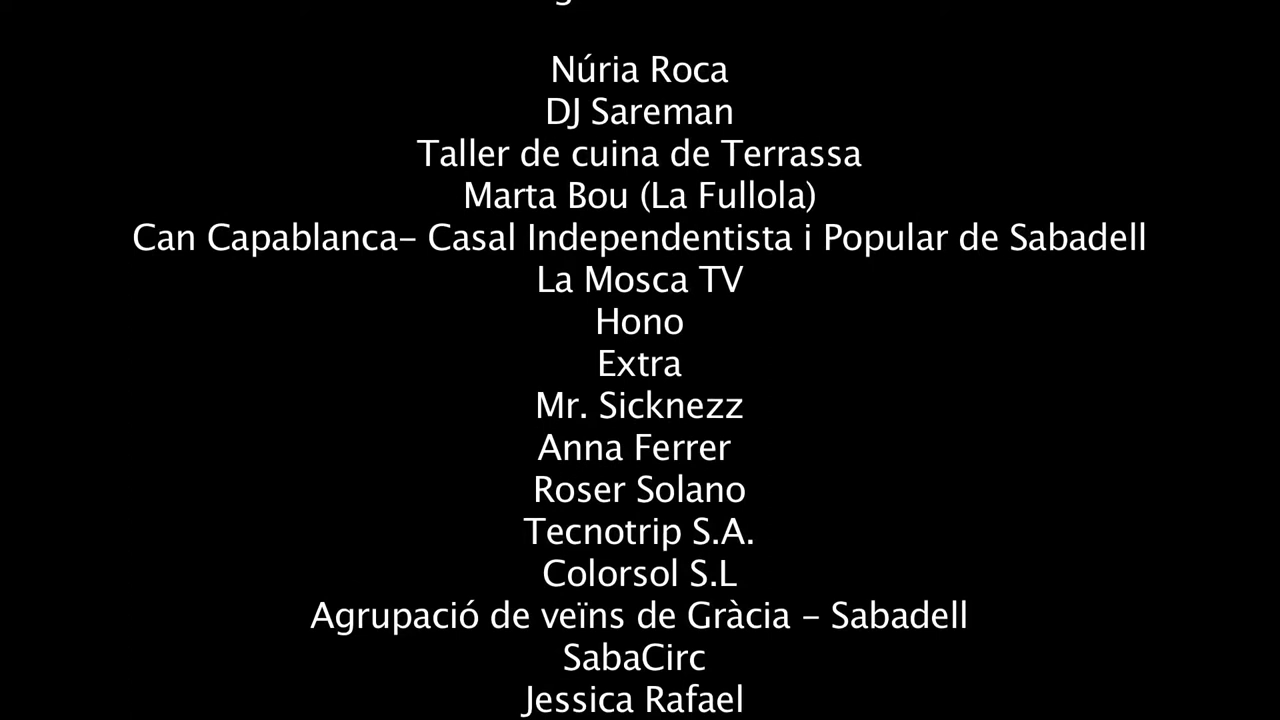 Núria Roca
DJ Sareman
Taller de cuina de Terrassa
Marta Bou (La Fullola)
Can Capablanca- Casal Independentista i Popular de Sabadell
La Mosca TV
Hono
Extra
Mr. Sicknezz
Anna Ferrer
Roser Solano
Tecnotrip S.A.
Colorsol S.L
Agrupació de veïns de Gràcia - Sabadell
SabaCirc
Jessica Rafael